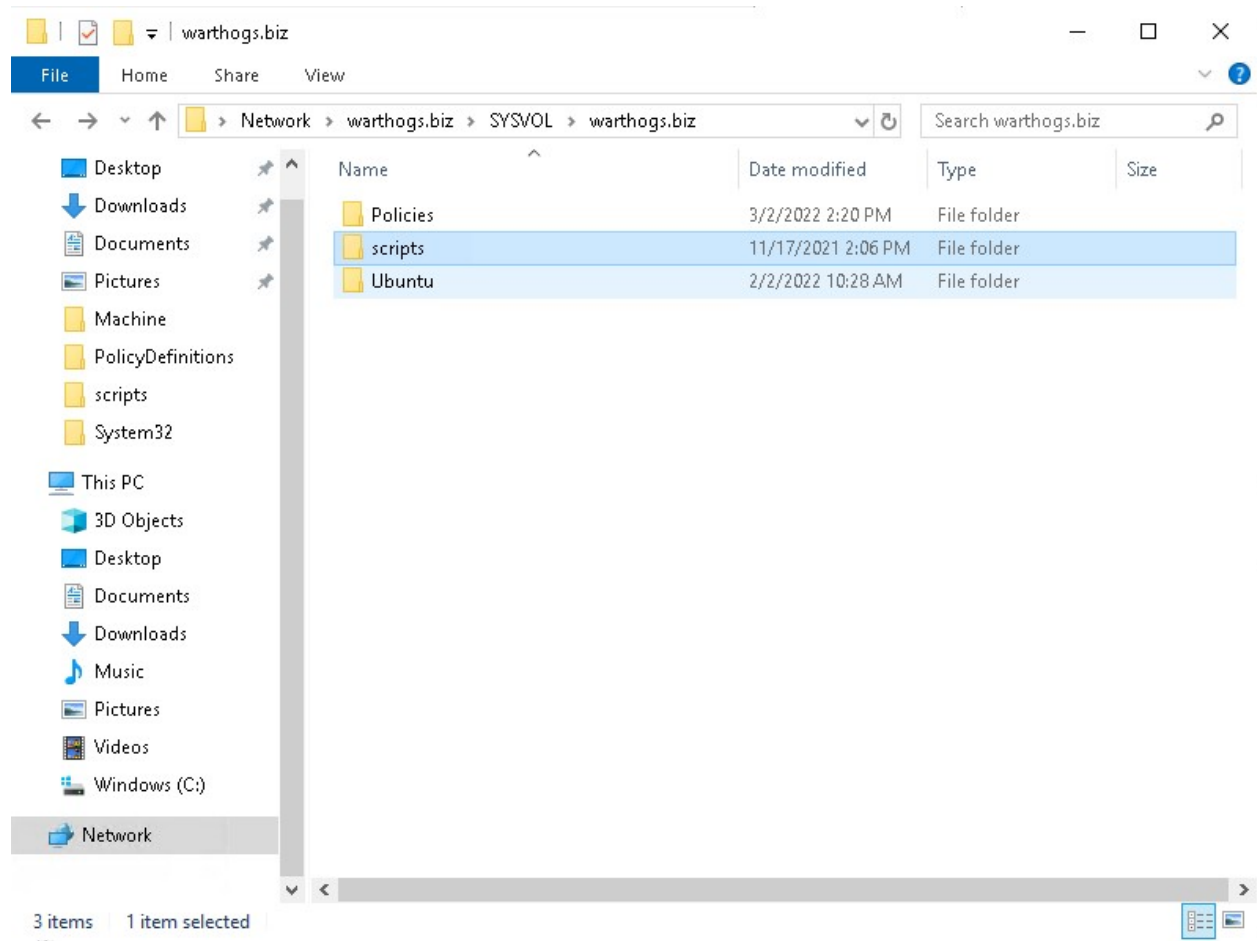 warthogs.biz
File Home Share View
Network > warthogs.biz > SYSVOL > warthogs.biz
Search warthogs.biz
Name Date modified Type Size
Policies 3/2/2022 2:20 PM File folder
scripts 11/17/2021 2:06 PM File folder
Ubuntu 2/2/2022 10:28 AM File folder
Desktop
Downloads
Documents
Pictures
Machine
PolicyDefinitions
scripts
System32
This PC
3D Objects
Desktop
Documents
Downloads
Music
Pictures
Videos
Windows (C:)
Network
3 items 1 item selected